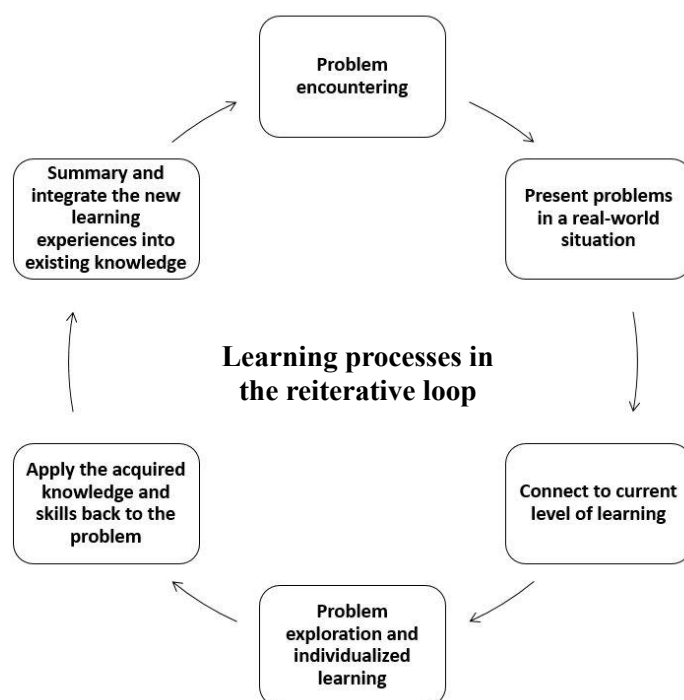 Problem
encountering
Present problems
in a real-world
situation
Connect to current
level of learning
Problem
exploration and
individualized
learning
Apply the acquired
knowledge and
skills back to the
problem
Summary and
integrate the new
learning
experiences into
existing knowledge
Learning processes in
the reiterative loop